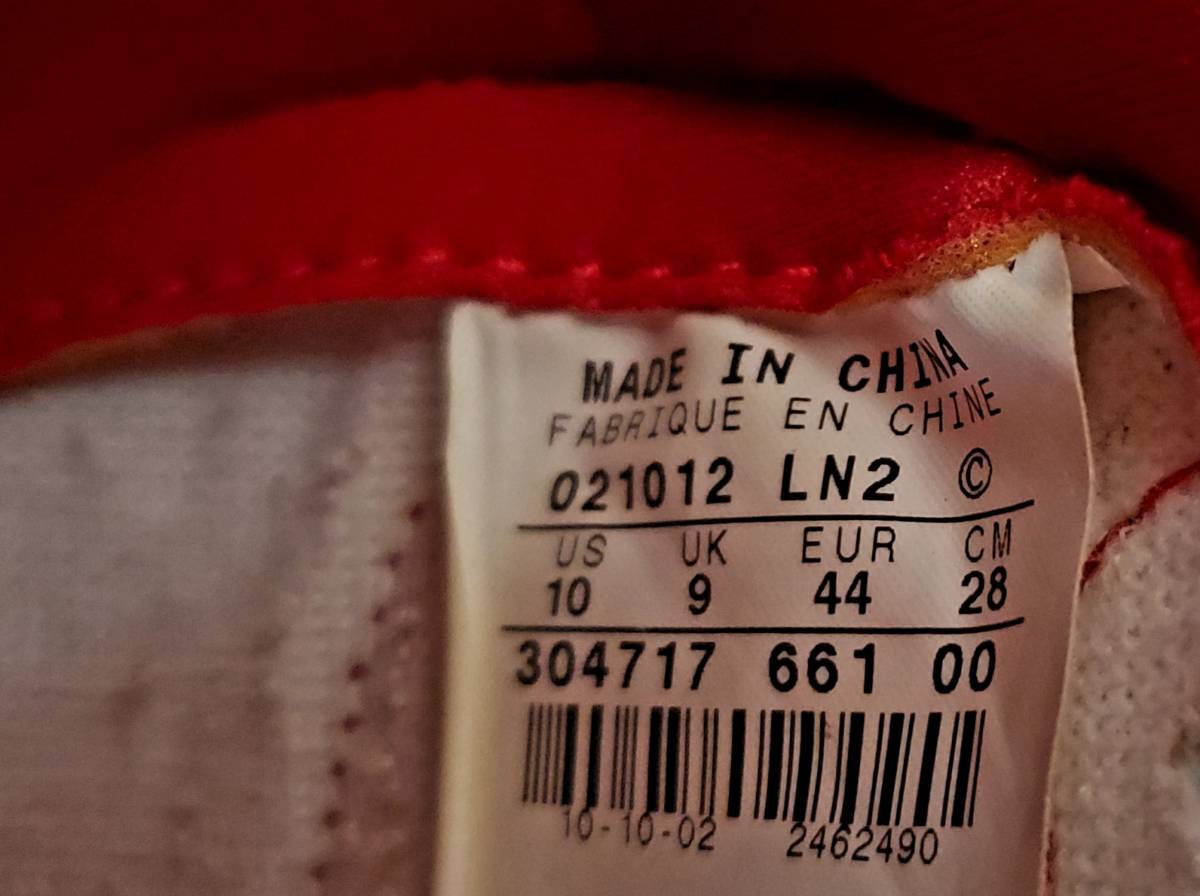 MADE IN CHINA
FABRIQUE EN CHINE
021012 LN2 ©
US UK EUR CM
10 9 44 28
304717 661 00
10-10-02 2462490